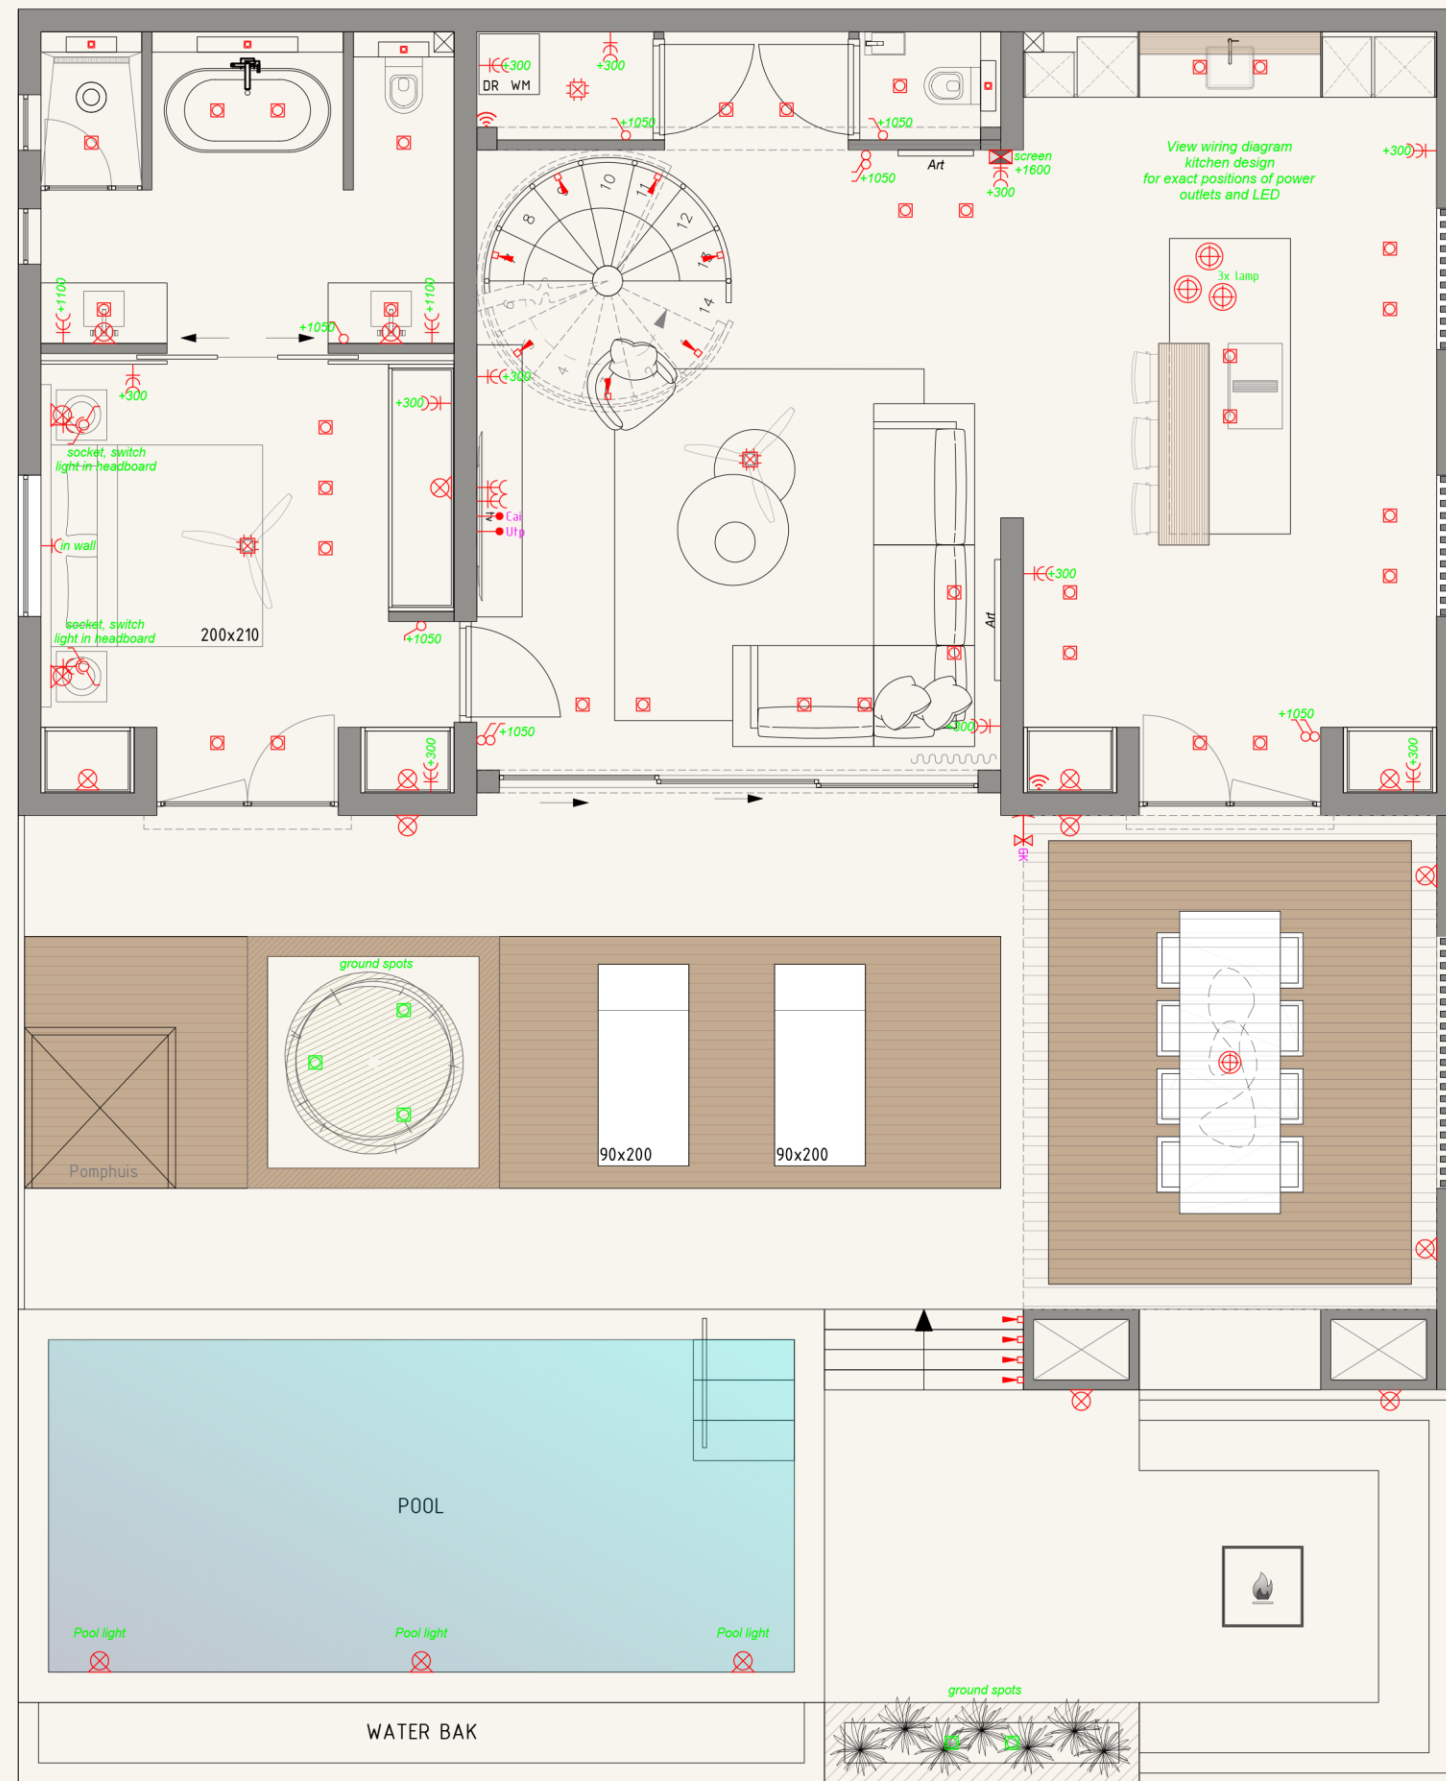 +300
+300
DR WM
+1050
+1050
Art
+1050
screen
+1600
+300
View wiring diagram
kitchen design
for exact positions of power
outlets and LED
+300
8
9
10
11
12
13
14
3x lamp
+1100
+1100
+1050
+300
+300
+300
socket, switch
light in headboard
in wall
Cai
Utp
+300
socket, switch
light in headboard
200x210
+1050
Art
+1050
+300
+1050
+300
+300
GK
ground spots
90x200
90x200
Pomphuis
POOL
Pool light
Pool light
Pool light
ground spots
WATER BAK